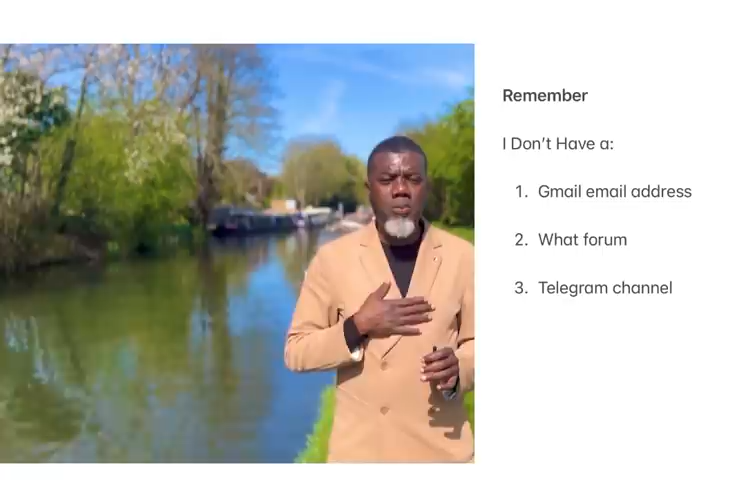 Remember
I Don't Have a:
1. Gmail email address
2. What forum
3. Telegram channel